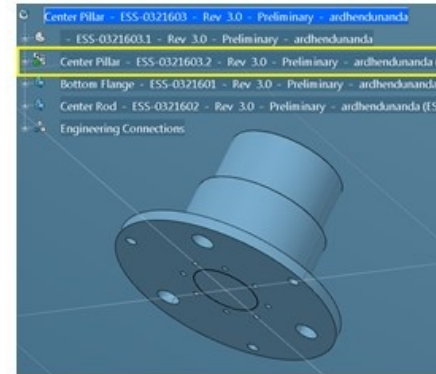 Center Pillar - ESS-0321603 - Rev 3.0 - Preliminary - ardhendunanda
- ESS-0321603.1 - Rev 3.0 - Preliminary - ardhendunanda
Center Pillar - ESS-0321603.2 - Rev 3.0 - Preliminary - ardhendunanda (
Bottom Flange - ESS-0321601 - Rev 3.0 - Preliminary - ardhendunanda
Center Rod - ESS-0321602 - Rev 3.0 - Preliminary - ardhendunanda (ES
Engineering Connections